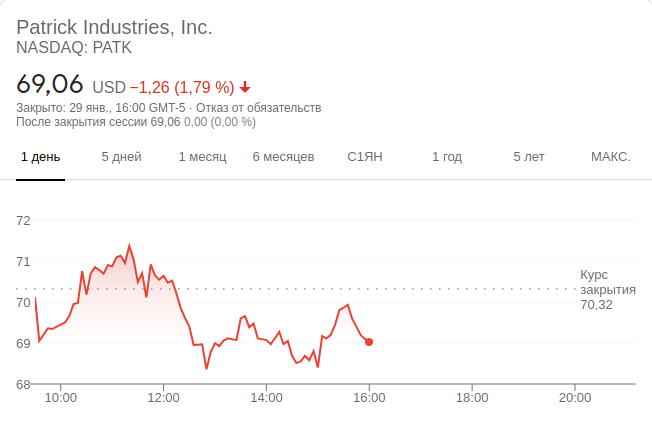 Patrick Industries, Inc.
NASDAQ: PATK
69,06 USD −1,26 (1,79 %)
Закрыто: 29 янв., 16:00 GMT-5 · Отказ от обязательств
После закрытия сессии 69,06 0,00 (0,00 %)
1 день 5 дней 1 месяц 6 месяцев С1ЯН 1 год 5 лет МАКС.
72
71
Курс
закрытия
70,32
70
69
68
10:00 12:00 14:00 16:00 18:00 20:00